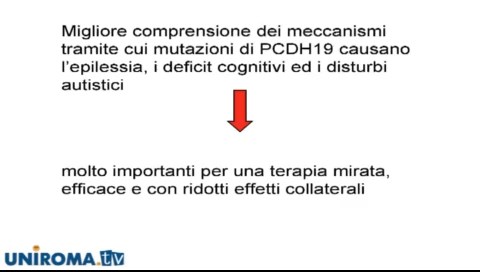 Migliore comprensione dei meccanismi
tramite cui mutazioni di PCDH19 causano
l'epilessia, i deficit cognitivi ed i disturbi
autistici
molto importanti per una terapia mirata,
efficace e con ridotti effetti collaterali
UNIROMA.tv